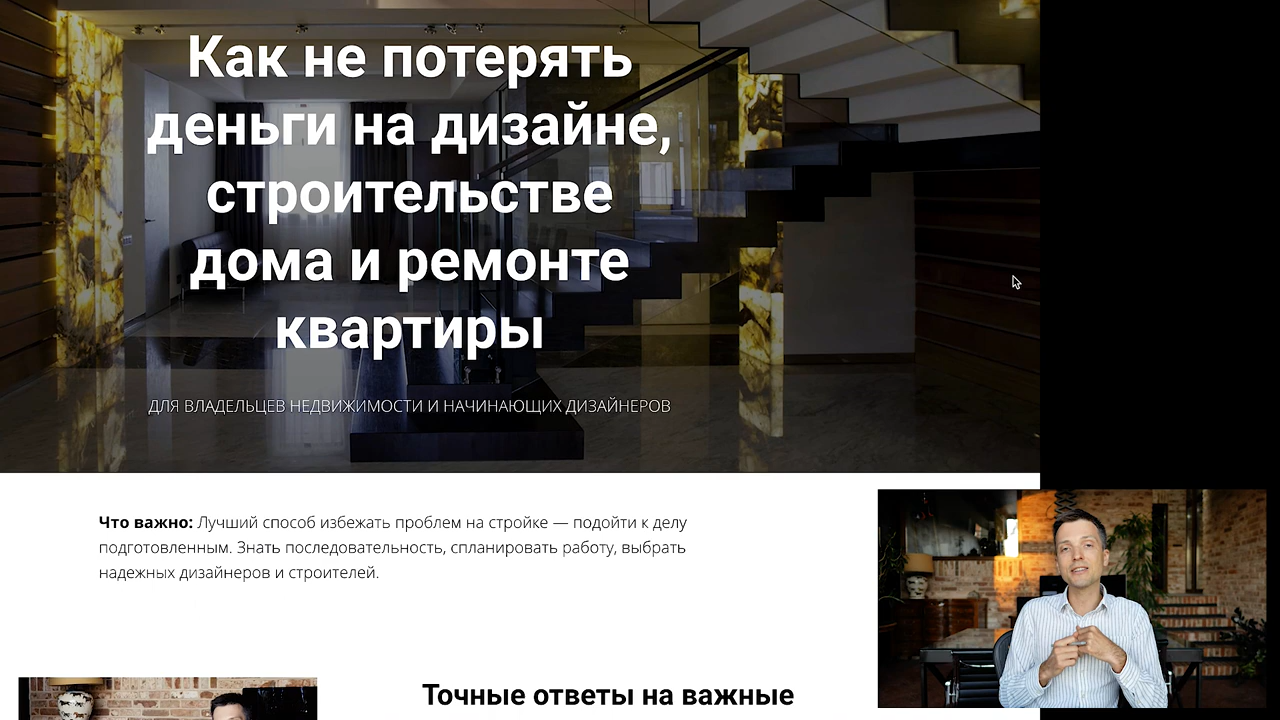 Как не потерять
деньги на дизайне,
строительстве
дома и ремонте
квартиры
ДЛЯ ВЛАДЕЛЬЦЕВ НЕДВИЖИМОСТИ И НАЧИНАЮЩИХ ДИЗАЙНЕРОВ
Что важно: Лучший способ избежать проблем на стройке — подойти к делу
подготовленным. Знать последовательность, спланировать работу, выбрать
надежных дизайнеров и строителей.
Точные ответы на важные